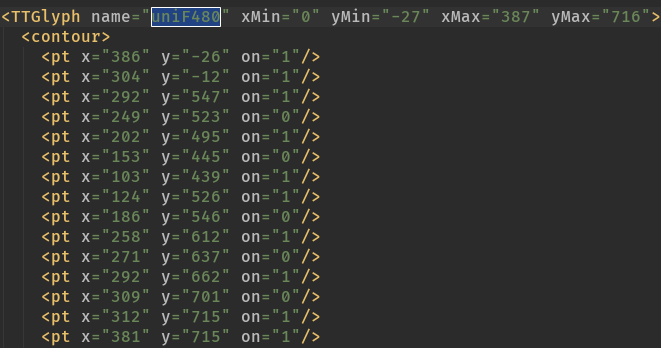 <TTGlyph name="uniF480" xMin="0" yMin="-27" xMax="387" yMax="716">
<contour>
<pt x="386" y="-26" on="1"/>
<pt x="304" y="-12" on="1"/>
<pt x="292" y="547" on="1"/>
<pt x="249" y="523" on="0"/>
<pt x="202" y="495" on="1"/>
<pt x="153" y="445" on="0"/>
<pt x="103" y="439" on="1"/>
<pt x="124" y="526" on="1"/>
<pt x="186" y="546" on="0"/>
<pt x="258" y="612" on="1"/>
<pt x="271" y="637" on="0"/>
<pt x="292" y="662" on="1"/>
<pt x="309" y="701" on="0"/>
<pt x="312" y="715" on="1"/>
<pt x="381" y="715" on="1"/>